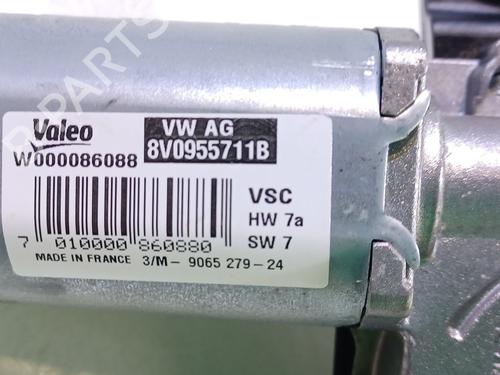 Valeo
VW AG
W000086088
8V0955711B
VSC
HW 7a
SW 7
7 010000 860880
MADE IN FRANCE 3/M- 9065 279-24